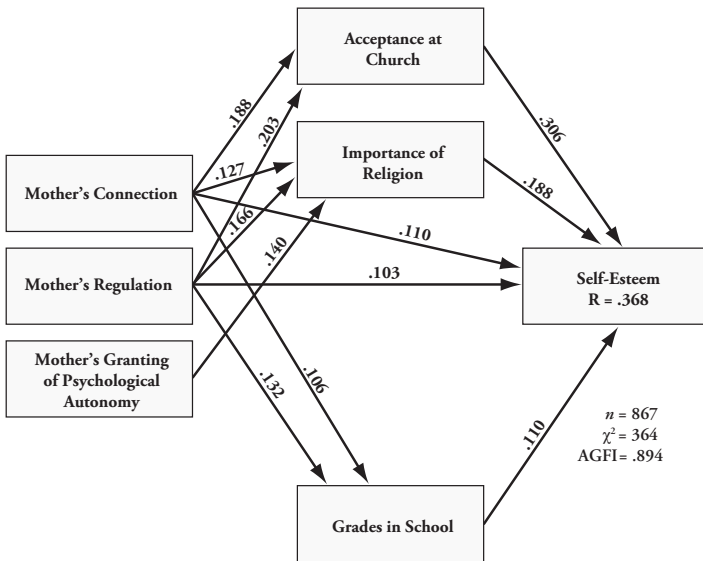 Acceptance at
Church
.188
.203
.306
Importance of
Religion
.127
.188
Mother's Connection
.166
.110
.140
Mother's Regulation
.103
Self-Esteem
R = .368
Mother's Granting
of Psychological
Autonomy
.132
.106
.110
n = 867
χ² = 364
AGFI = .894
Grades in School